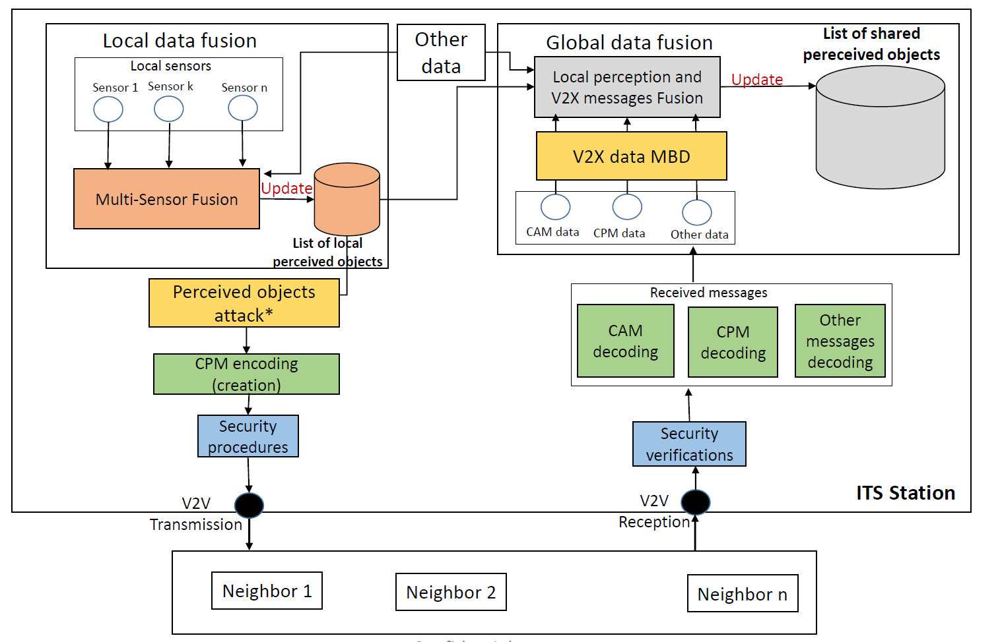 Local data fusion
Local sensors
Sensor 1
Sensor k
Sensor n
Multi-Sensor Fusion
Update
List of local
perceived objects
Other
data
Global data fusion
Local perception and
V2X messages Fusion
Update
List of shared
pereceived objects
V2X data MBD
CAM data
CPM data
Other data
Perceived objects
attack*
CPM encoding
(creation)
Security
procedures
V2V
Transmission
Received messages
CAM
decoding
CPM
decoding
Other
messages
decoding
Security
verifications
V2V
Reception
ITS Station
Neighbor 1
Neighbor 2
Neighbor n